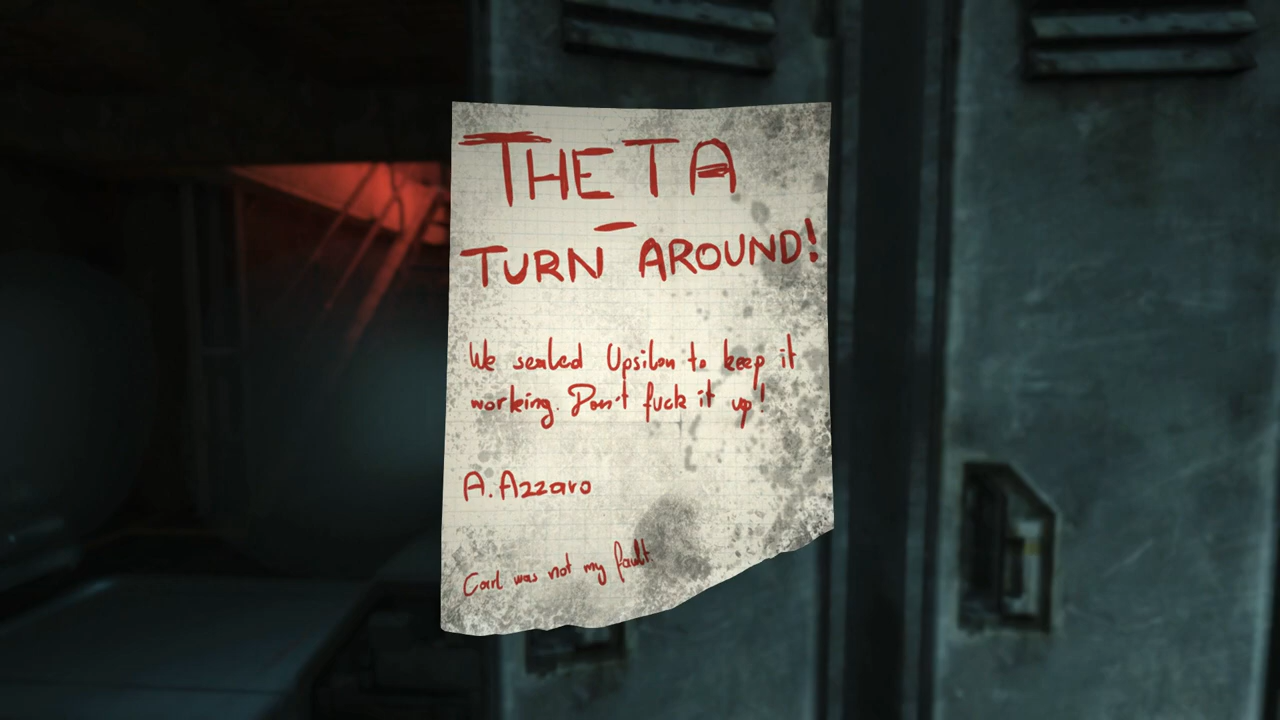 THETA
-
TURN AROUND!
We sealed Upsilon to keep it
working. Don't fuck it up!
A. Azzaro
Carl was not my fault.